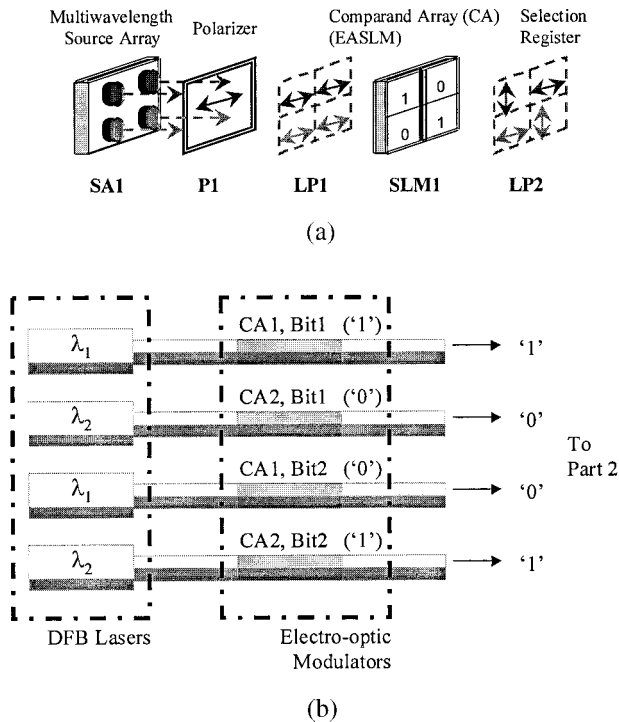 Multiwavelength
Source Array
Polarizer
Comparand Array (CA)
(EASLM)
Selection
Register
1 0
0 1
SA1 P1 LP1 SLM1 LP2
(a)
λ1
CA1, Bit1 ('1')
'1'
λ2
CA2, Bit1 ('0')
'0'
To
Part 2
λ1
CA1, Bit2 ('0')
'0'
λ2
CA2, Bit2 ('1')
'1'
DFB Lasers
Electro-optic
Modulators
(b)